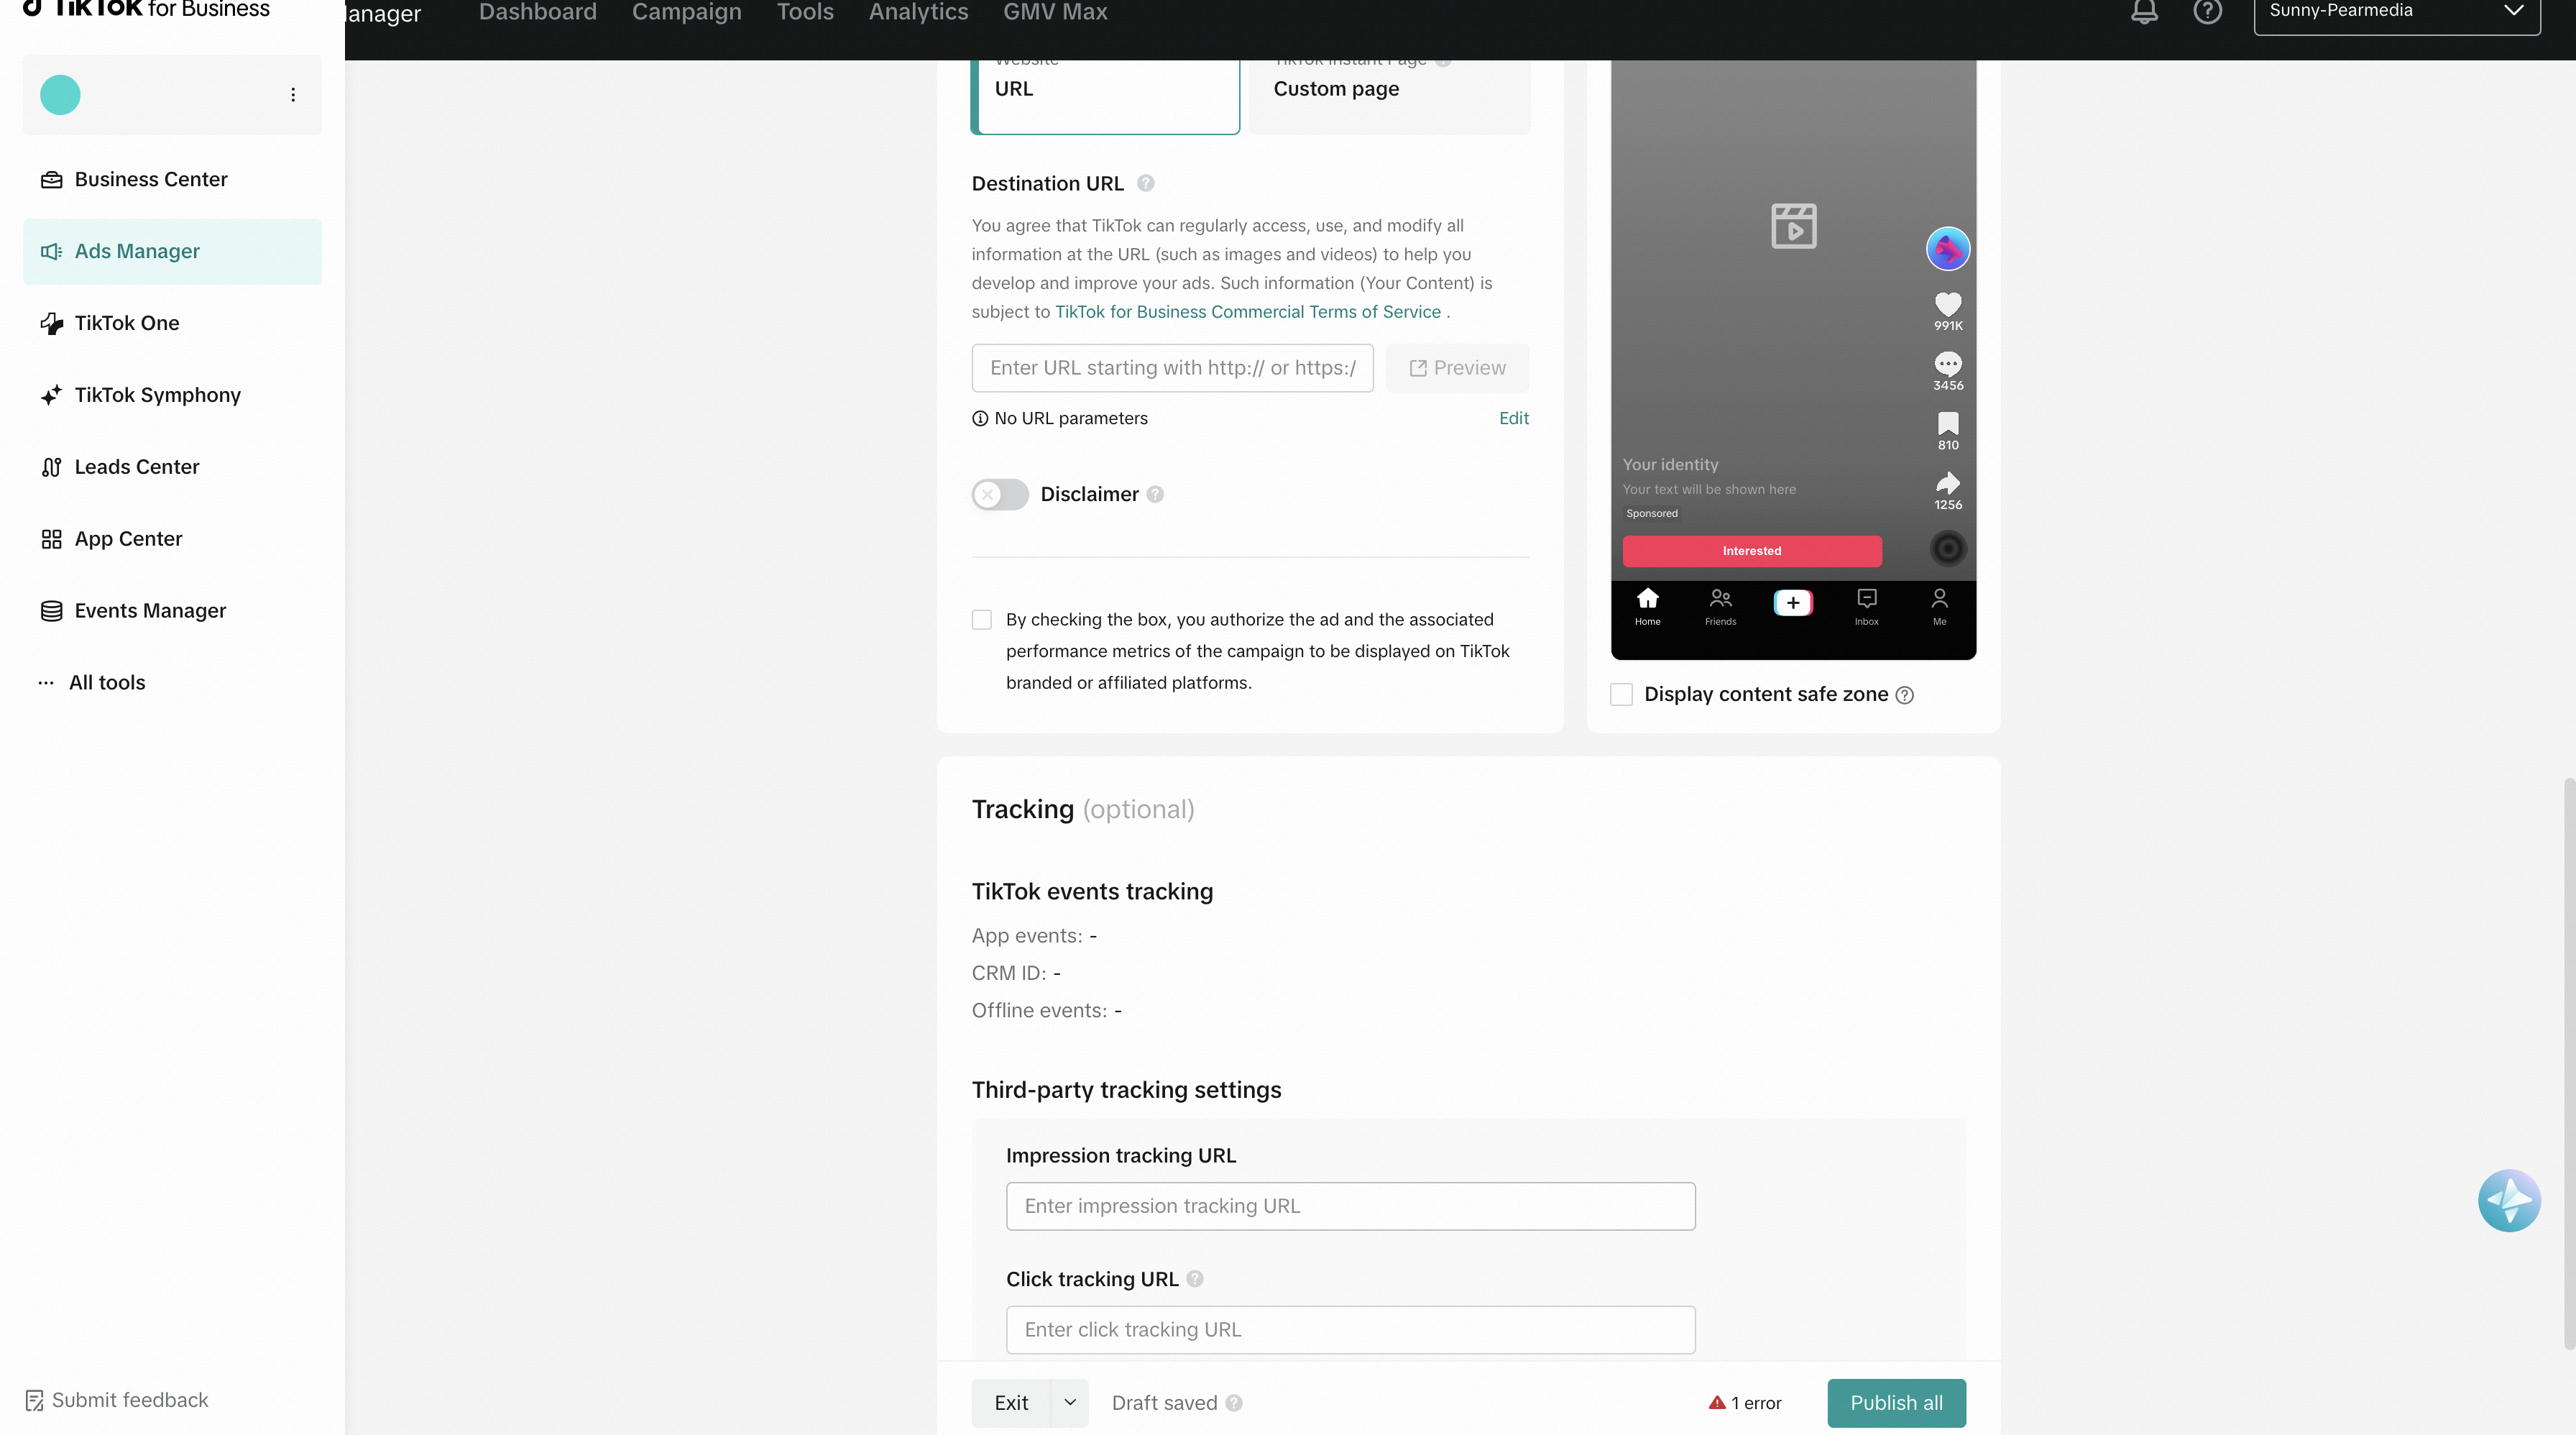 TikTok for Business
Manager
Dashboard
Campaign
Tools
Analytics
GMV Max
Sunny-Pearmedia
Business Center
Ads Manager
TikTok One
TikTok Symphony
Leads Center
App Center
Events Manager
All tools
Submit feedback
Website
URL
TikTok Instant Page
Custom page
Destination URL
You agree that TikTok can regularly access, use, and modify all
information at the URL (such as images and videos) to help you
develop and improve your ads. Such information (Your Content) is
subject to TikTok for Business Commercial Terms of Service .
Enter URL starting with http:// or https:/
Preview
No URL parameters
Edit
Disclaimer
By checking the box, you authorize the ad and the associated
performance metrics of the campaign to be displayed on TikTok
branded or affiliated platforms.
991K
3456
810
1256
Your identity
Your text will be shown here
Sponsored
Interested
Home
Friends
Inbox
Me
Display content safe zone
Tracking (optional)
TikTok events tracking
App events: -
CRM ID: -
Offline events: -
Third-party tracking settings
Impression tracking URL
Enter impression tracking URL
Click tracking URL
Enter click tracking URL
Exit
Draft saved
1 error
Publish all